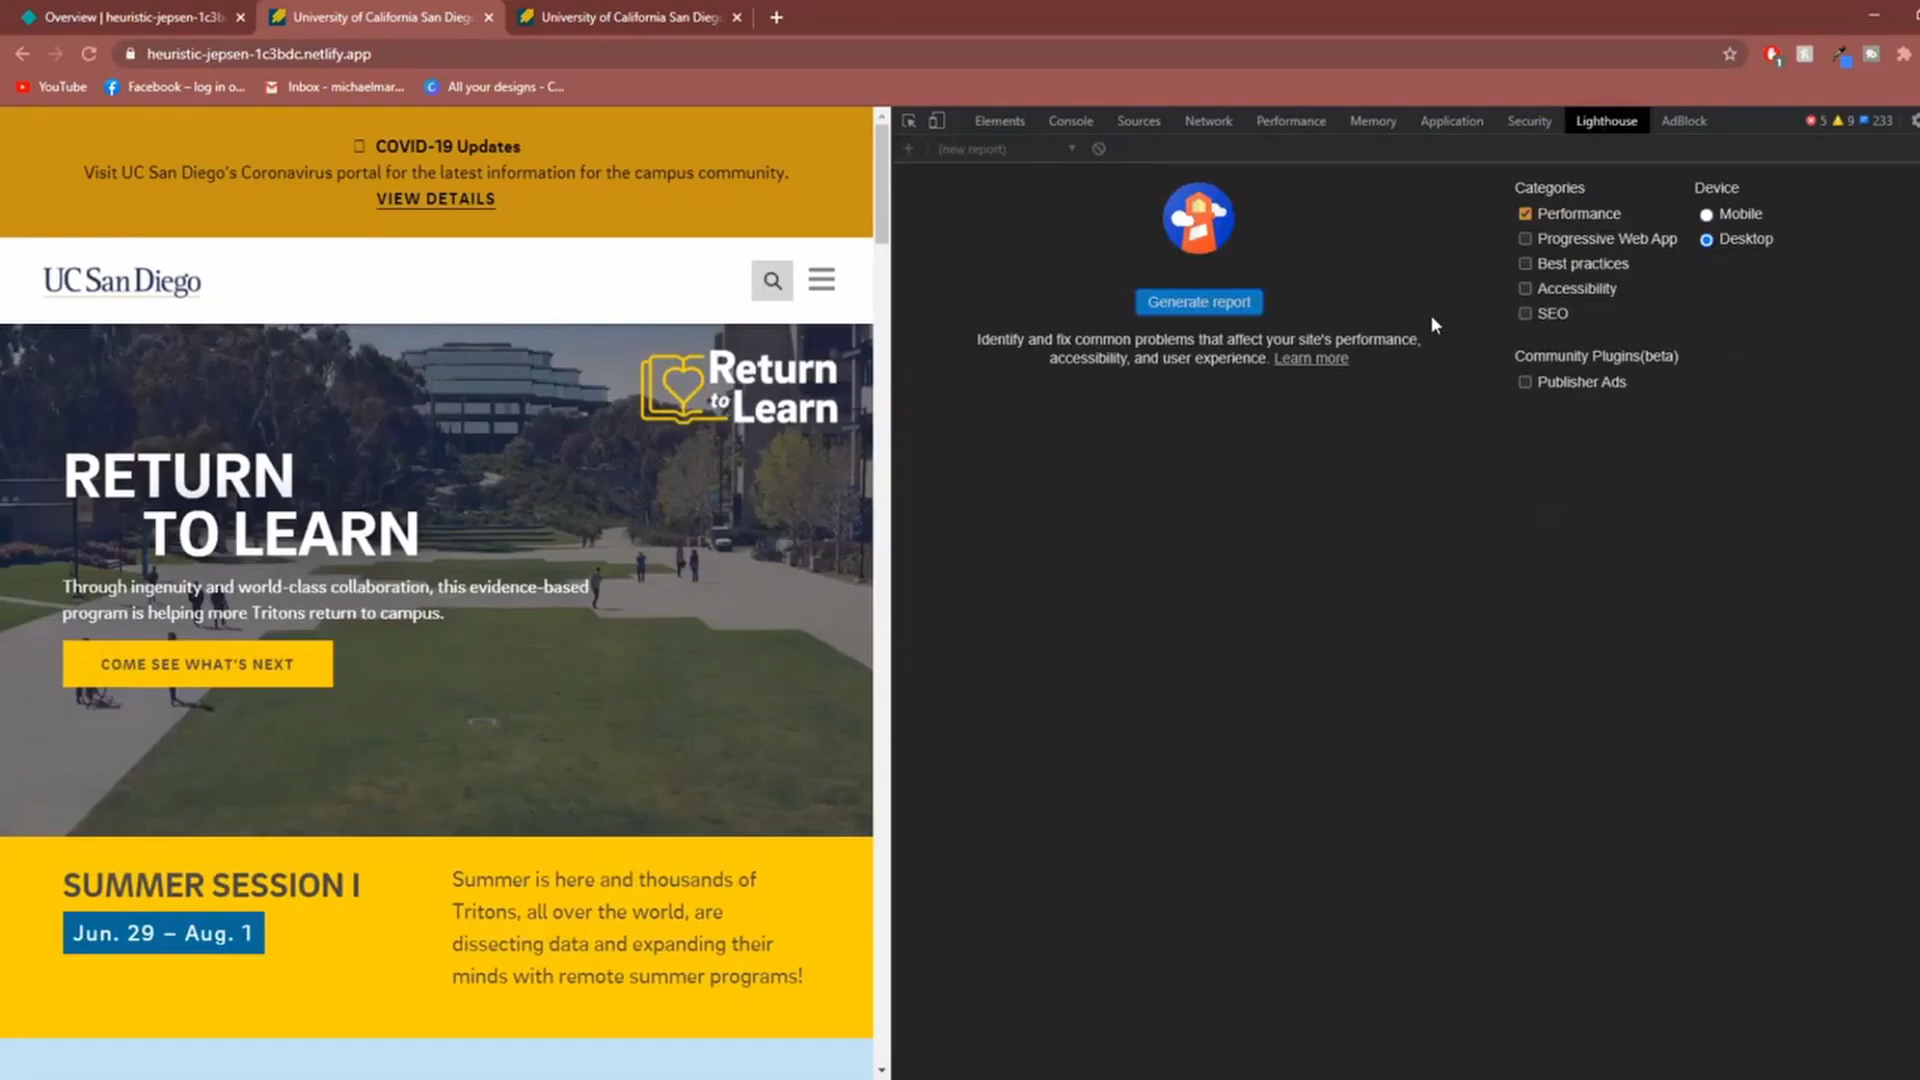 Overview | heuristic-jepsen-1c3b
University of California San Dieg
University of California San Dieg
heuristic-jepsen-1c3bdc.netlify.app
1
YouTube
Facebook – log in o...
Inbox - michaelmar...
All your designs - C...
COVID-19 Updates
Visit UC San Diego's Coronavirus portal for the latest information for the campus community.
VIEW DETAILS
UC San Diego
Return
to Learn
RETURN
TO LEARN
Through ingenuity and world-class collaboration, this evidence-based
program is helping more Tritons return to campus.
COME SEE WHAT'S NEXT
SUMMER SESSION I
Jun. 29 – Aug. 1
Summer is here and thousands of
Tritons, all over the world, are
dissecting data and expanding their
minds with remote summer programs!
Elements Console Sources Network Performance Memory Application Security Lighthouse AdBlock 5 9 233
(new report)
Generate report
Identify and fix common problems that affect your site's performance,
accessibility, and user experience. Learn more
Categories
Performance
Progressive Web App
Best practices
Accessibility
SEO
Community Plugins(beta)
Publisher Ads
Device
Mobile
Desktop